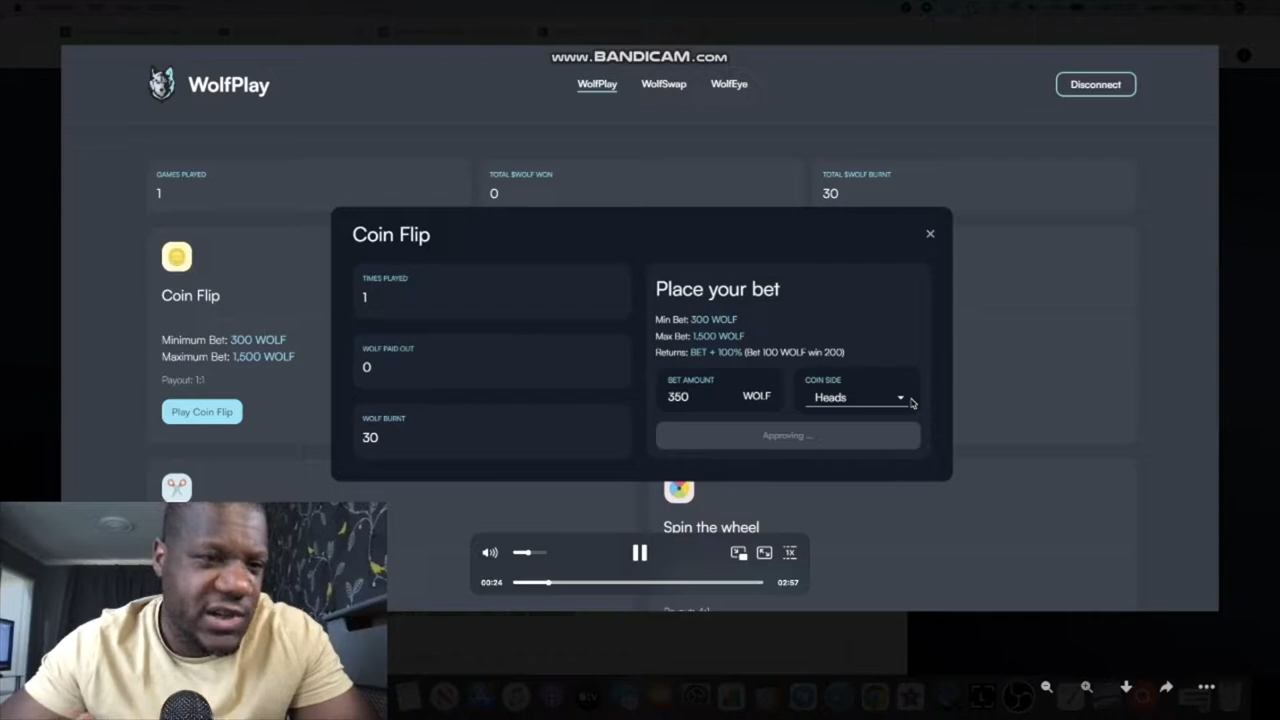 www.BANDICAM.com
WolfPlay
WolfPlay WolfSwap WolfEye
Disconnect
GAMES PLAYED
1
TOTAL $WOLF WON
0
TOTAL $WOLF BURNT
30
Coin Flip
Minimum Bet: 300 WOLF
Maximum Bet: 1,500 WOLF
Payout: 1:1
Play Coin Flip
Coin Flip
×
TIMES PLAYED
1
WOLF PAID OUT
0
WOLF BURNT
30
Place your bet
Min Bet: 300 WOLF
Max Bet: 1,500 WOLF
Returns: BET + 100% (Bet 100 WOLF win 200)
BET AMOUNT
350 WOLF
COIN SIDE
Heads
Approving ...
Spin the wheel
1X
00:24
02:57